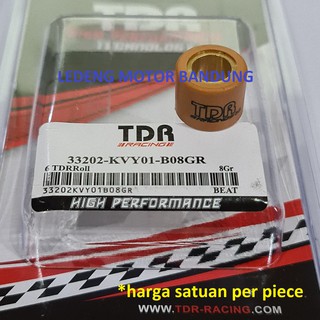 TDR
TECHNOLOGY
LEDENG MOTOR BANDUNG
TDR
TDR
RACING
33202-KVY01-B08GR
6 TDRRoll 8Gr
33202KVY01B08GR BEAT
HIGH PERFORMANCE
*harga satuan per piece
WWW.TDR-RACING.COM